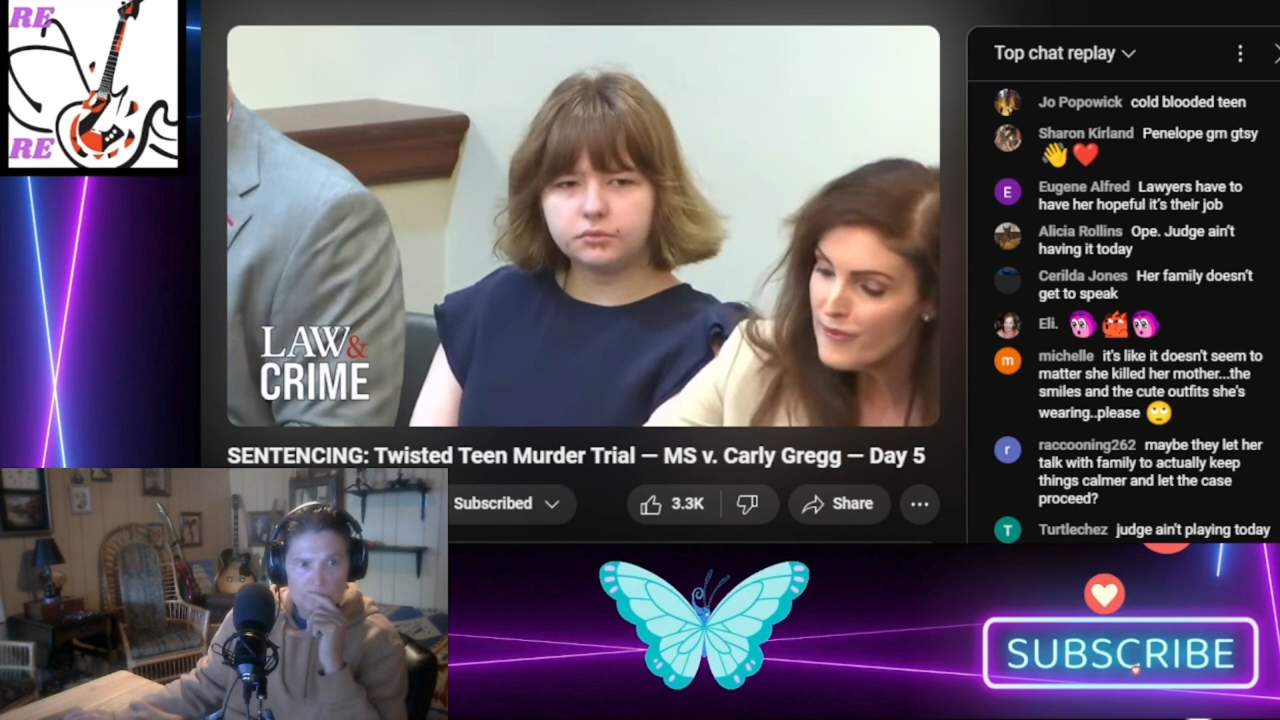 RE
RE
LAW&
CRIME
SENTENCING: Twisted Teen Murder Trial — MS v. Carly Gregg — Day 5
Subscribed
3.3K
Share
Top chat replay
Jo Popowick cold blooded teen
Sharon Kirland Penelope gm gtsy
👋❤️
E
Eugene Alfred Lawyers have to
have her hopeful it's their job
Alicia Rollins Ope. Judge ain't
having it today
Cerilda Jones Her family doesn't
get to speak
Eli.
m
michelle it's like it doesn't seem to
matter she killed her mother...the
smiles and the cute outfits she's
wearing..please 🙄
r
raccooning262 maybe they let her
talk with family to actually keep
things calmer and let the case
proceed?
T
Turtlechez judge ain't playing today
SUBSCRIBE